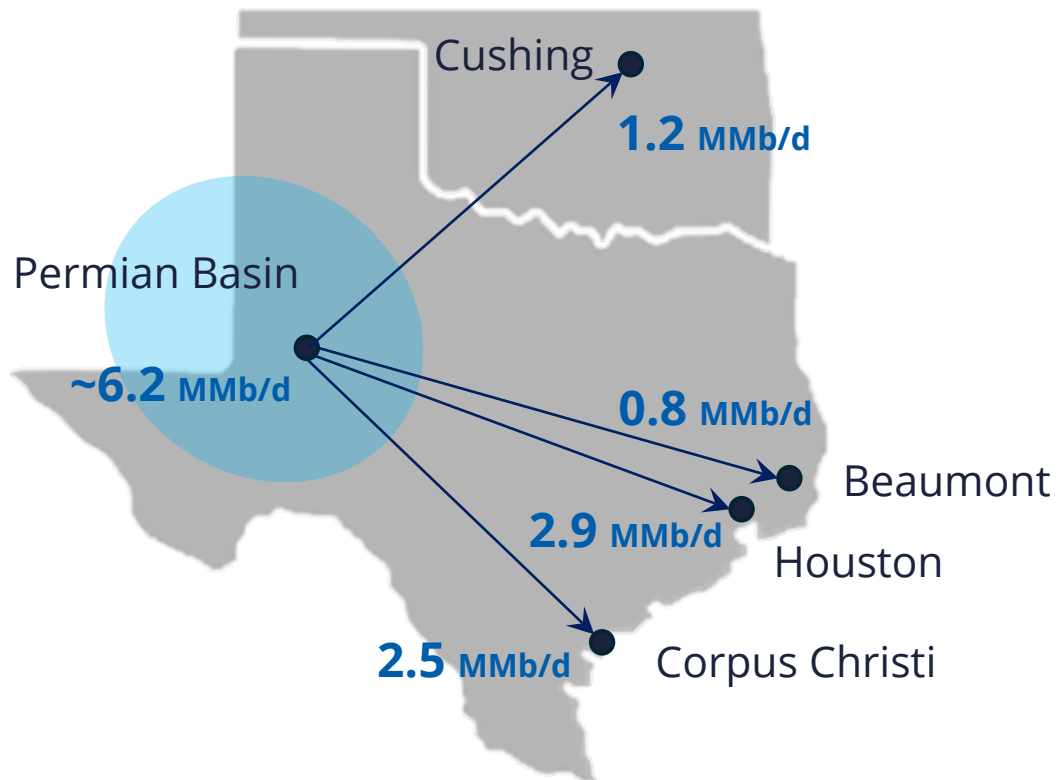 Cushing
1.2 MMb/d
Permian Basin
~6.2 MMb/d
0.8 MMb/d
Beaumont
2.9 MMb/d
Houston
2.5 MMb/d
Corpus Christi